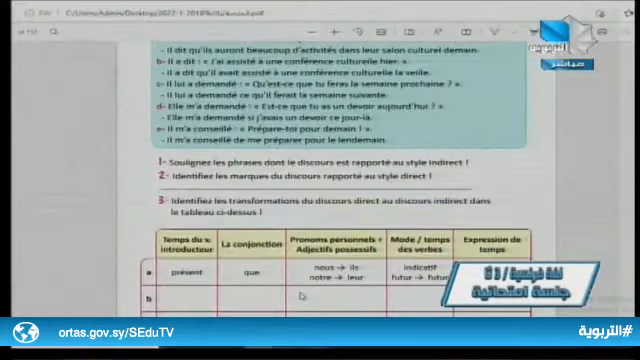 C:/Users/Admin/Desktop/2022-1-2018
- Il dit qu'ils auront beaucoup d'activités dans leur salon culturel demain.
b- Il a dit : « J'ai assisté à une conférence culturelle hier. »
- Il a dit qu'il avait assisté à une conférence culturelle la veille.
c- Il lui a demandé : « Qu'est-ce que tu feras la semaine prochaine ? ».
- Il lui a demandé ce qu'il ferait la semaine suivante.
d- Elle m'a demandé : « Est-ce que tu as un devoir aujourd'hui ? ».
- Elle m'a demandé si j'avais un devoir ce jour-là.
e- Il m'a conseillé : « Prépare-toi pour demain ! ».
- Il m'a conseillé de me préparer pour le lendemain.
1- Soulignez les phrases dont le discours est rapporté au style indirect !
2- Identifiez les marques du discours rapporté au style direct !
3- Identifiez les transformations du discours direct au discours indirect dans
le tableau ci-dessus !
Temps du v. introducteur
La conjonction
Pronoms personnels + Adjectifs possessifs
Mode / temps des verbes
Expression de temps
a
présent
que
nous → ils
notre → leur
indicatif
futur → futur
b
التربوية
مباشر
لغة فرنسية / 3 ثا
جلسة امتحانية
ortas.gov.sy/SEduTV
#التربوية